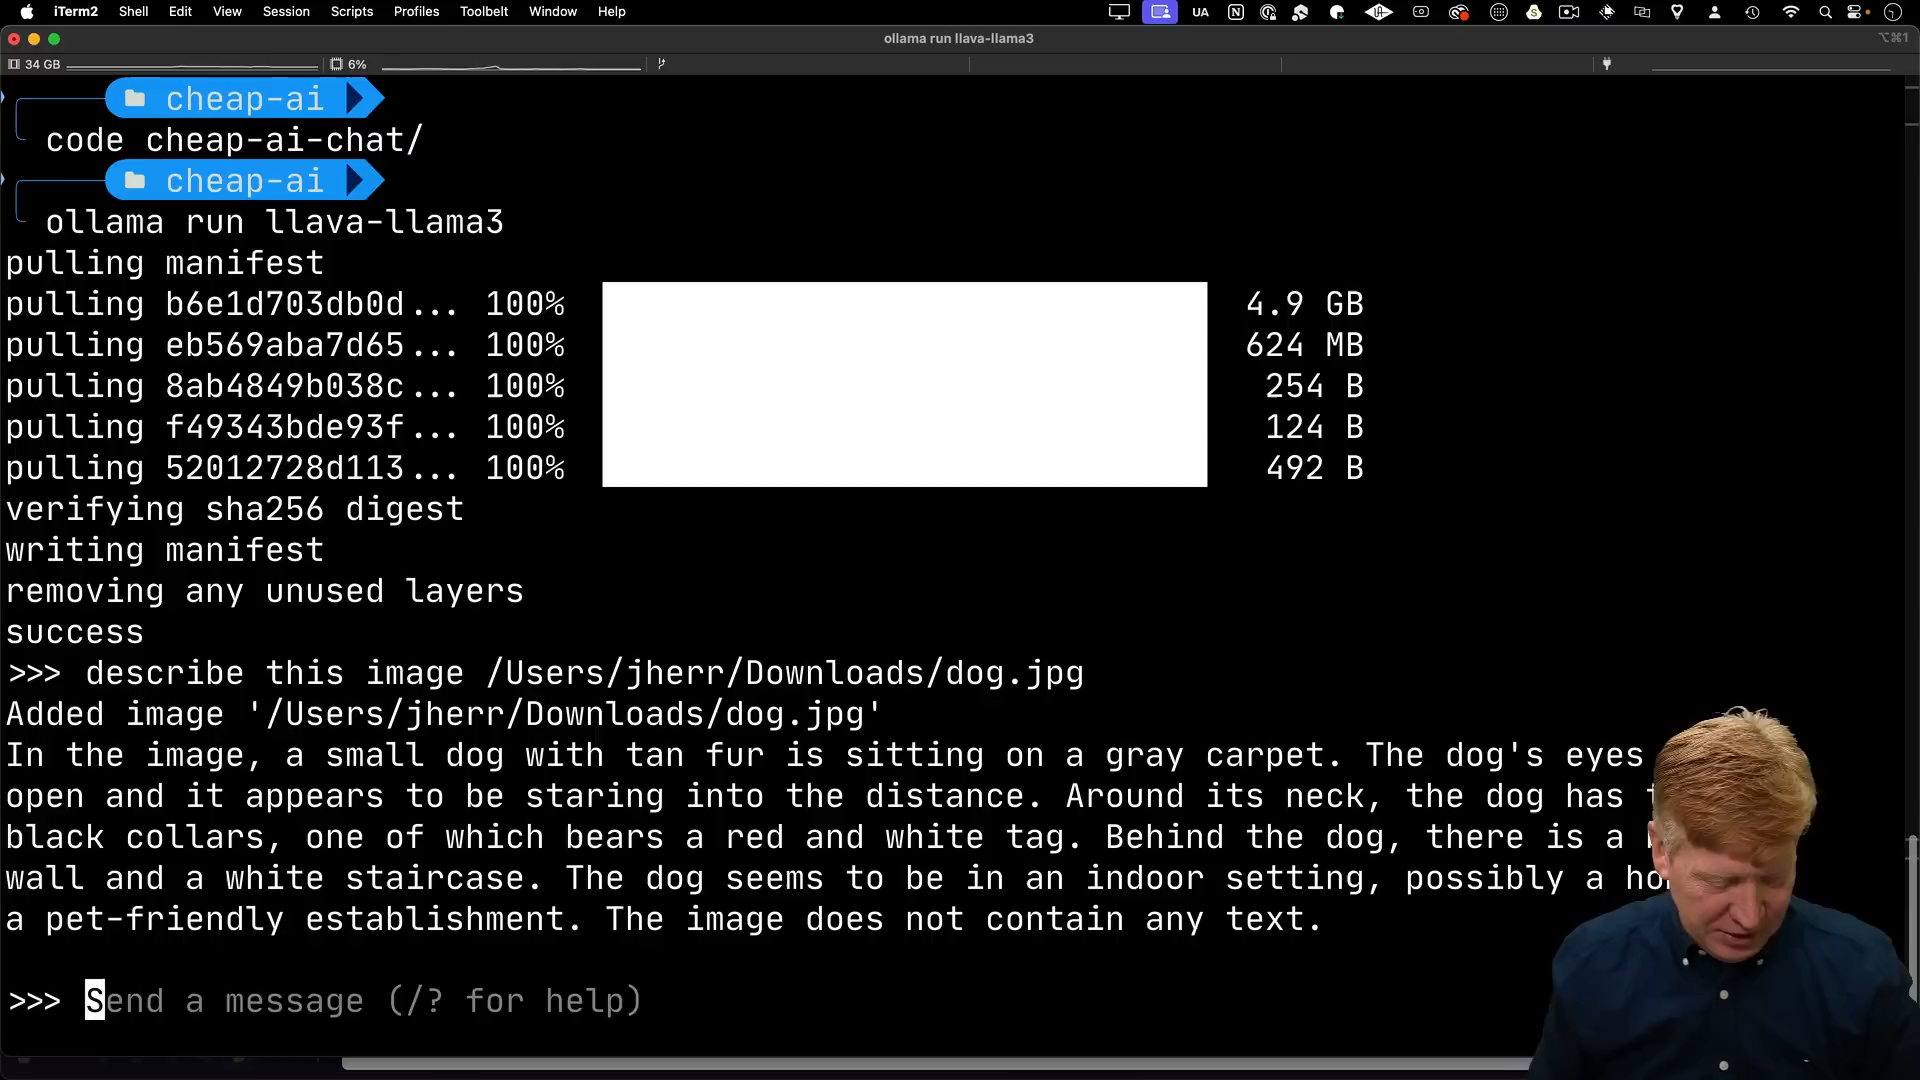 iTerm2 Shell Edit View Session Scripts Profiles Toolbelt Window Help UA
ollama run llava-llama3 ⌥⌘1
34 GB 6%
cheap-ai
code cheap-ai-chat/
cheap-ai
ollama run llava-llama3
pulling manifest
pulling b6e1d703db0d... 100% 4.9 GB
pulling eb569aba7d65... 100% 624 MB
pulling 8ab4849b038c... 100% 254 B
pulling f49343bde93f... 100% 124 B
pulling 52012728d113... 100% 492 B
verifying sha256 digest
writing manifest
removing any unused layers
success
>>> describe this image /Users/jherr/Downloads/dog.jpg
Added image '/Users/jherr/Downloads/dog.jpg'
In the image, a small dog with tan fur is sitting on a gray carpet. The dog's eyes
open and it appears to be staring into the distance. Around its neck, the dog has
black collars, one of which bears a red and white tag. Behind the dog, there is a
wall and a white staircase. The dog seems to be in an indoor setting, possibly a
a pet-friendly establishment. The image does not contain any text.
>>> Send a message (/? for help)